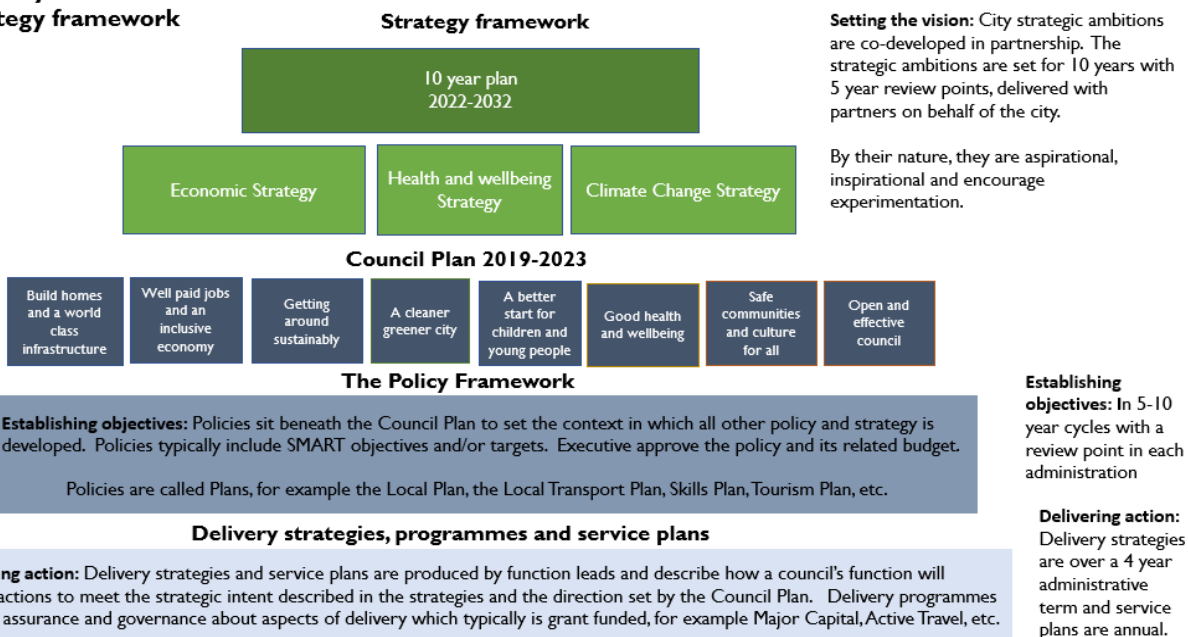 tegy framework
Strategy framework
10 year plan
2022-2032
Economic Strategy
Health and wellbeing
Strategy
Climate Change Strategy
Setting the vision: City strategic ambitions
are co-developed in partnership. The
strategic ambitions are set for 10 years with
5 year review points, delivered with
partners on behalf of the city.
By their nature, they are aspirational,
inspirational and encourage
experimentation.
Council Plan 2019-2023
Build homes
and a world
class
infrastructure
Well paid jobs
and an
inclusive
economy
Getting
around
sustainably
A cleaner
greener city
A better
start for
children and
young people
Good health
and wellbeing
Safe
communities
and culture
for all
Open and
effective
council
The Policy Framework
Establishing objectives: Policies sit beneath the Council Plan to set the context in which all other policy and strategy is
developed. Policies typically include SMART objectives and/or targets. Executive approve the policy and its related budget.
Policies are called Plans, for example the Local Plan, the Local Transport Plan, Skills Plan, Tourism Plan, etc.
Establishing
objectives: In 5-10
year cycles with a
review point in each
administration
Delivery strategies, programmes and service plans
ng action: Delivery strategies and service plans are produced by function leads and describe how a council's function will
actions to meet the strategic intent described in the strategies and the direction set by the Council Plan. Delivery programmes
assurance and governance about aspects of delivery which typically is grant funded, for example Major Capital, Active Travel, etc.
Delivering action:
Delivery strategies
are over a 4 year
administrative
term and service
plans are annual.